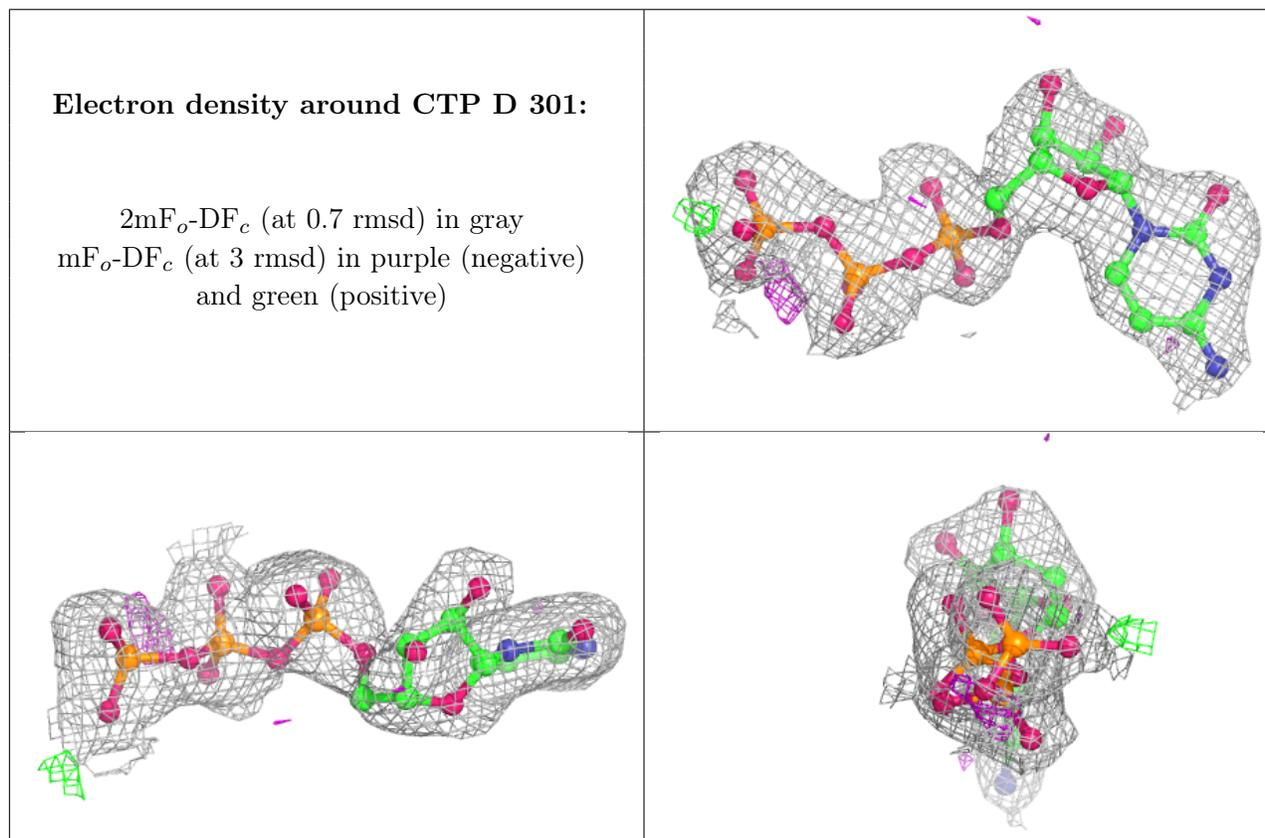 Electron density around CTP D 301:
2mFo-DFc (at 0.7 rmsd) in gray
mFo-DFc (at 3 rmsd) in purple (negative)
and green (positive)